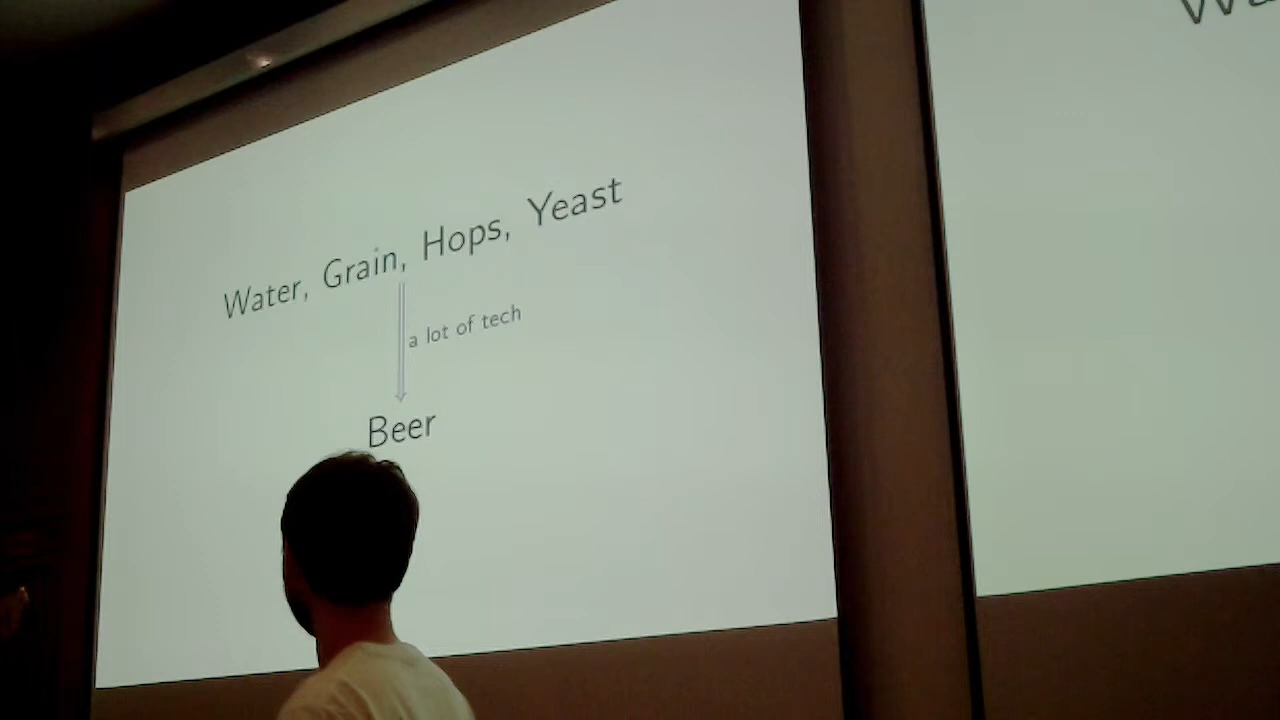 Water, Grain, Hops, Yeast
a lot of tech
Beer